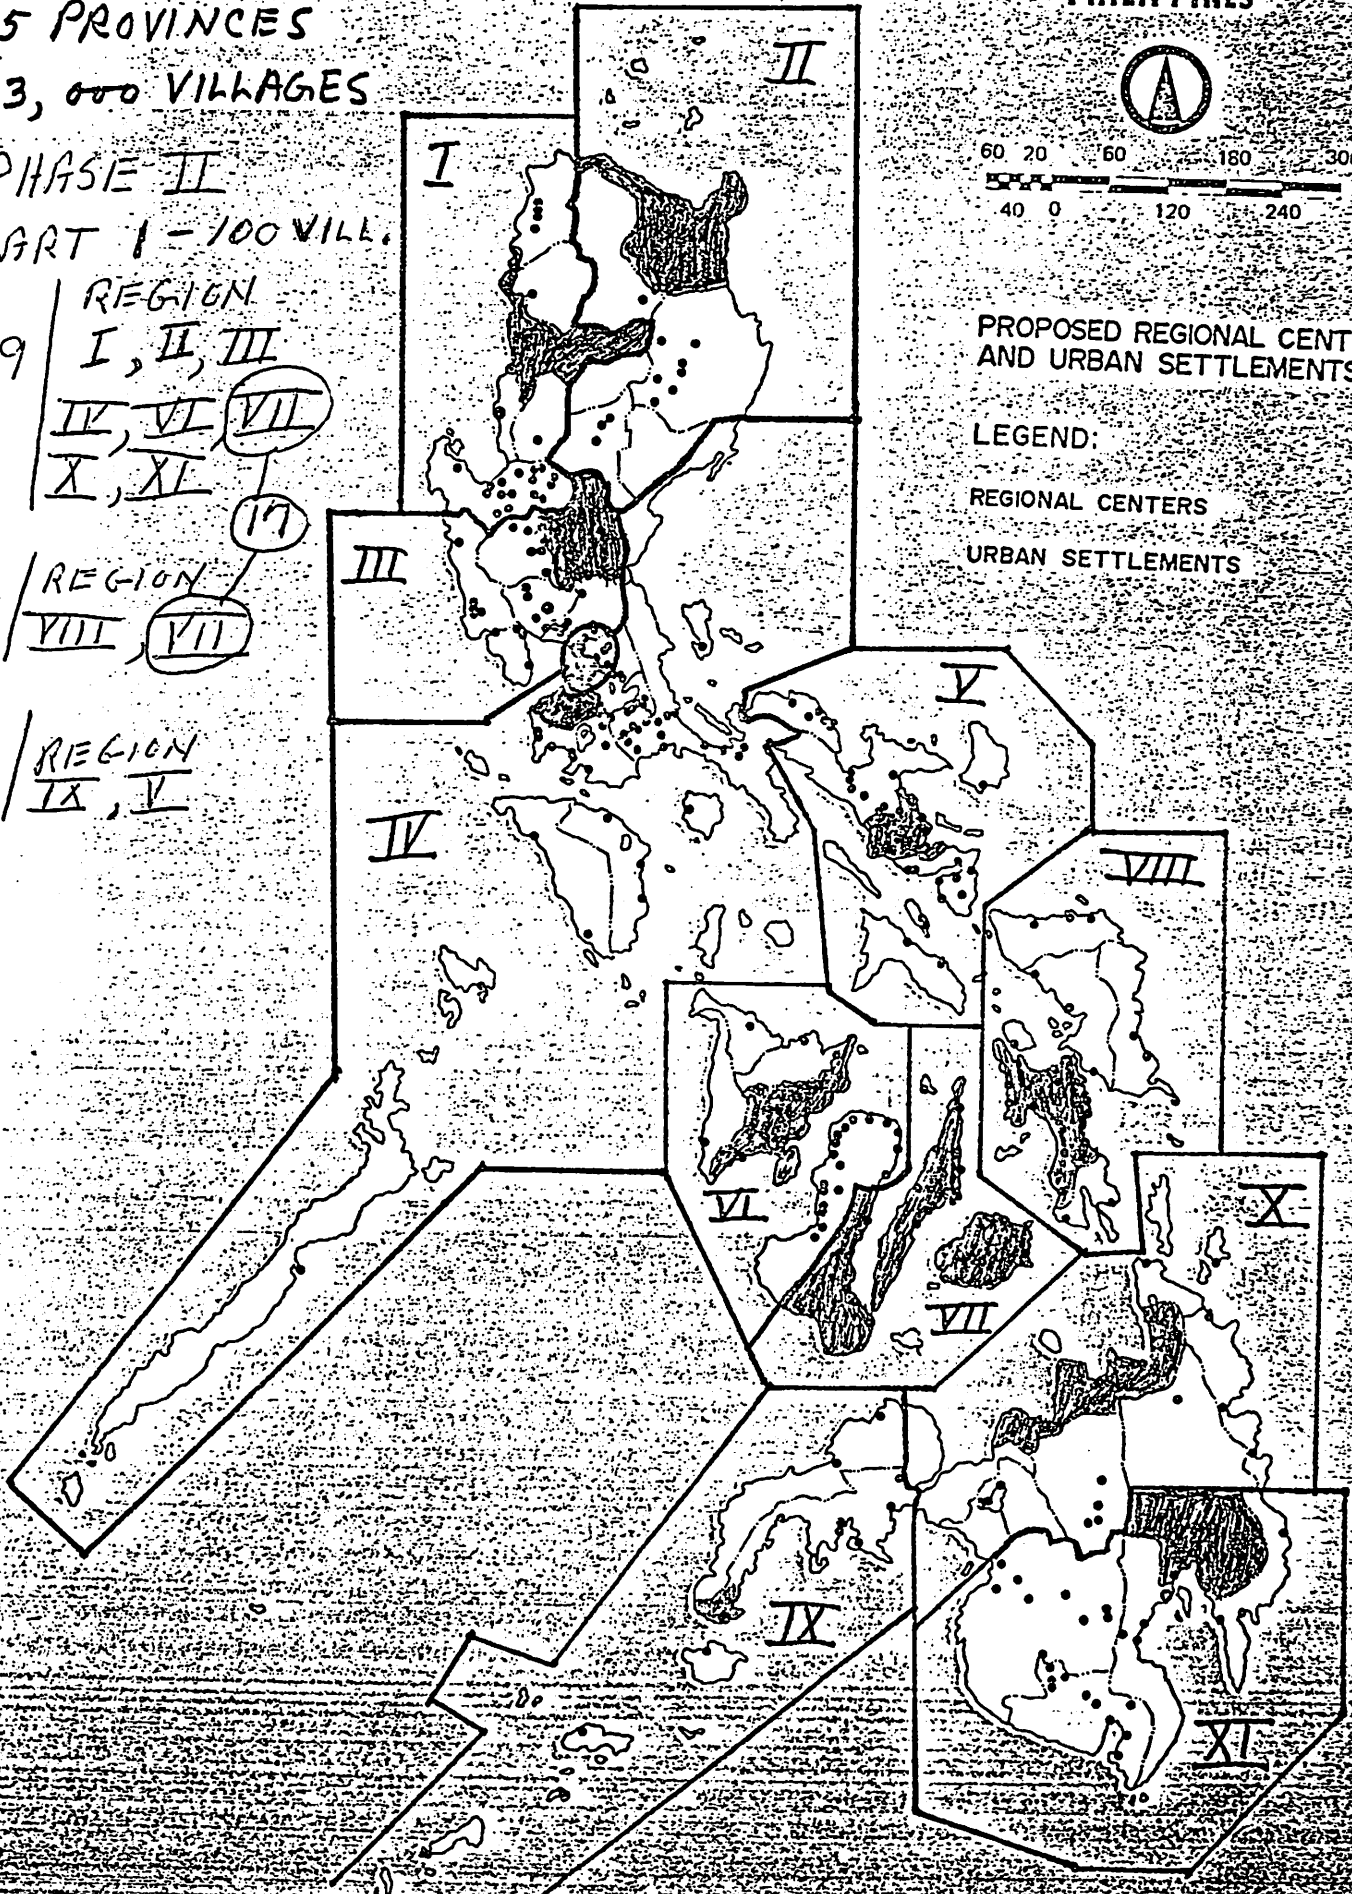 5 PROVINCES
3,000 VILLAGES
PHASE II
ART 1 - 100 VILL.
REGION
9 I, II, III
IV, VI, VII
X, XI
17
REGION
VIII, VII
REGION
IX, V
PHILIPPINES
60 20 60 180 300
40 0 120 240
PROPOSED REGIONAL CENT
AND URBAN SETTLEMENTS
LEGEND:
REGIONAL CENTERS
URBAN SETTLEMENTS
II
I
III
V
IV
VIII
VI
X
VII
IX
XI